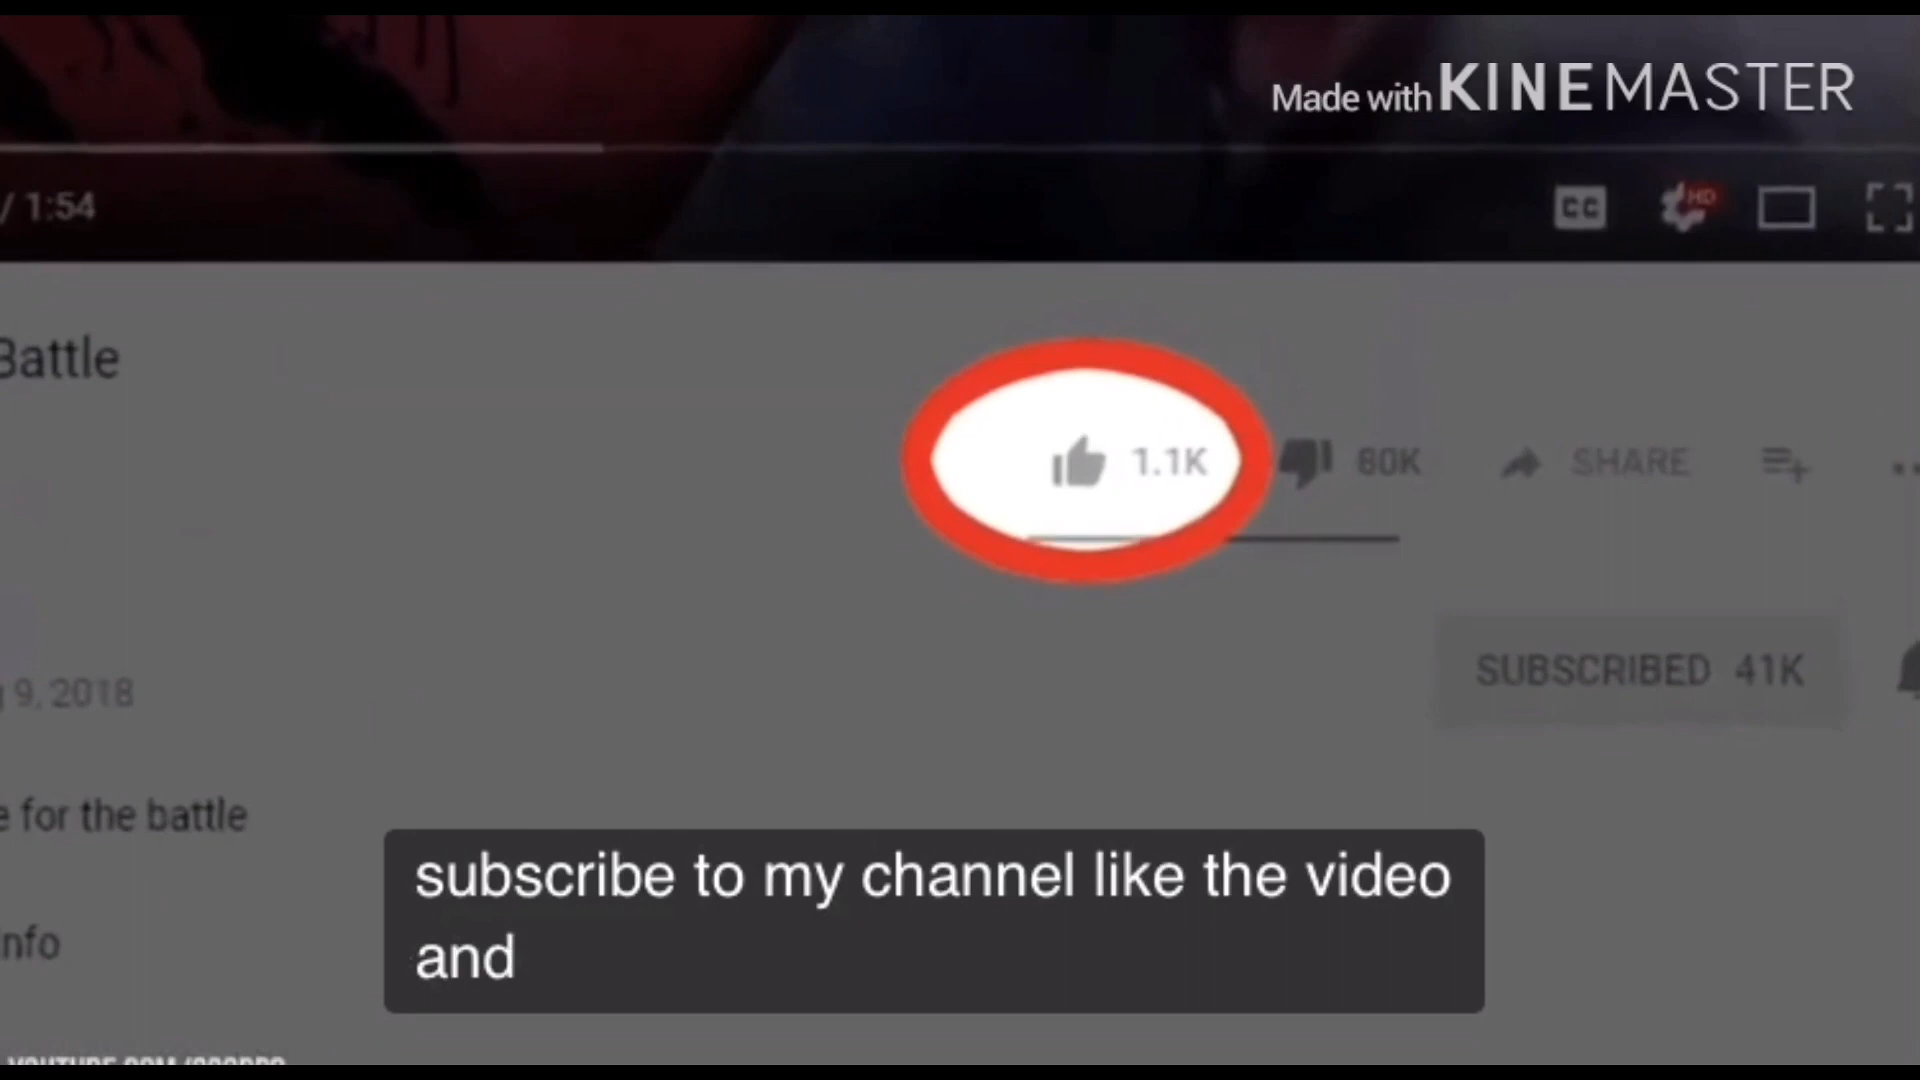 Made with KINEMASTER
/ 1:54
CC
HD
Battle
1.1K
60K
SHARE
SUBSCRIBED 41K
9, 2018
for the battle
subscribe to my channel like the video
and